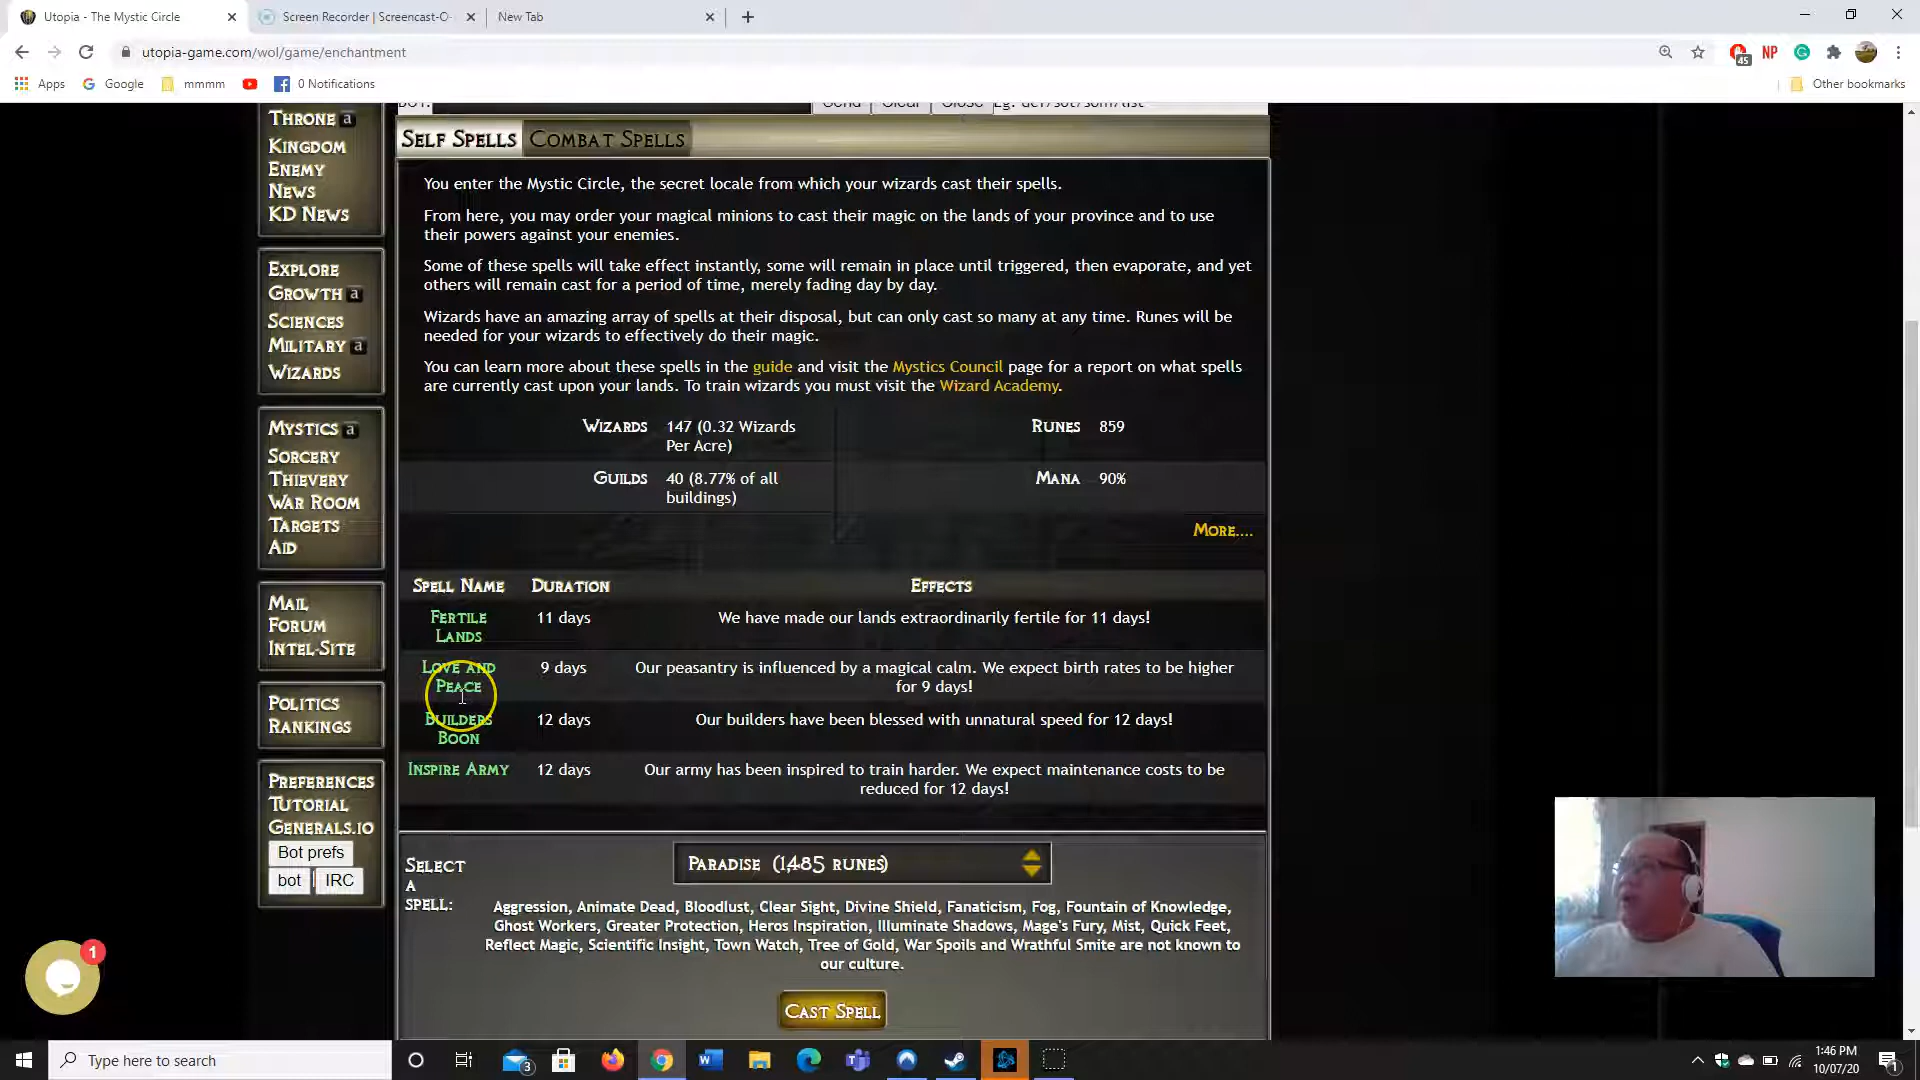 Utopia - The Mystic Circle
Screen Recorder | Screencast-O-
New Tab
utopia-game.com/wol/game/enchantment
45
NP
Apps
Google
mmmm
0 Notifications
Other bookmarks
BOT:
Send
Clear
Close
THRONE a
KINGDOM
ENEMY
NEWS
KD NEWS
EXPLORE
GROWTH a
SCIENCES
MILITARY a
WIZARDS
MYSTICS a
SORCERY
THIEVERY
WAR ROOM
TARGETS
AID
MAIL
FORUM
INTEL-SITE
POLITICS
RANKINGS
PREFERENCES
TUTORIAL
GENERALS.IO
Bot prefs
bot
IRC
SELF SPELLS
COMBAT SPELLS
You enter the Mystic Circle, the secret locale from which your wizards cast their spells.
From here, you may order your magical minions to cast their magic on the lands of your province and to use
their powers against your enemies.
Some of these spells will take effect instantly, some will remain in place until triggered, then evaporate, and yet
others will remain cast for a period of time, merely fading day by day.
Wizards have an amazing array of spells at their disposal, but can only cast so many at any time. Runes will be
needed for your wizards to effectively do their magic.
You can learn more about these spells in the guide and visit the Mystics Council page for a report on what spells
are currently cast upon your lands. To train wizards you must visit the Wizard Academy.
WIZARDS 147 (0.32 Wizards
Per Acre)
RUNES 859
GUILDS 40 (8.77% of all
buildings)
MANA 90%
MORE....
SPELL NAME DURATION EFFECTS
FERTILE
LANDS
11 days
We have made our lands extraordinarily fertile for 11 days!
LOVE AND
PEACE
9 days
Our peasantry is influenced by a magical calm. We expect birth rates to be higher
for 9 days!
BUILDERS
BOON
12 days
Our builders have been blessed with unnatural speed for 12 days!
INSPIRE ARMY
12 days
Our army has been inspired to train harder. We expect maintenance costs to be
reduced for 12 days!
SELECT
A
SPELL:
PARADISE (1,485 RUNES)
Aggression, Animate Dead, Bloodlust, Clear Sight, Divine Shield, Fanaticism, Fog, Fountain of Knowledge,
Ghost Workers, Greater Protection, Heros Inspiration, Illuminate Shadows, Mage's Fury, Mist, Quick Feet,
Reflect Magic, Scientific Insight, Town Watch, Tree of Gold, War Spoils and Wrathful Smite are not known to
our culture.
CAST SPELL
1
Type here to search
3
1:46 PM
10/07/20
1